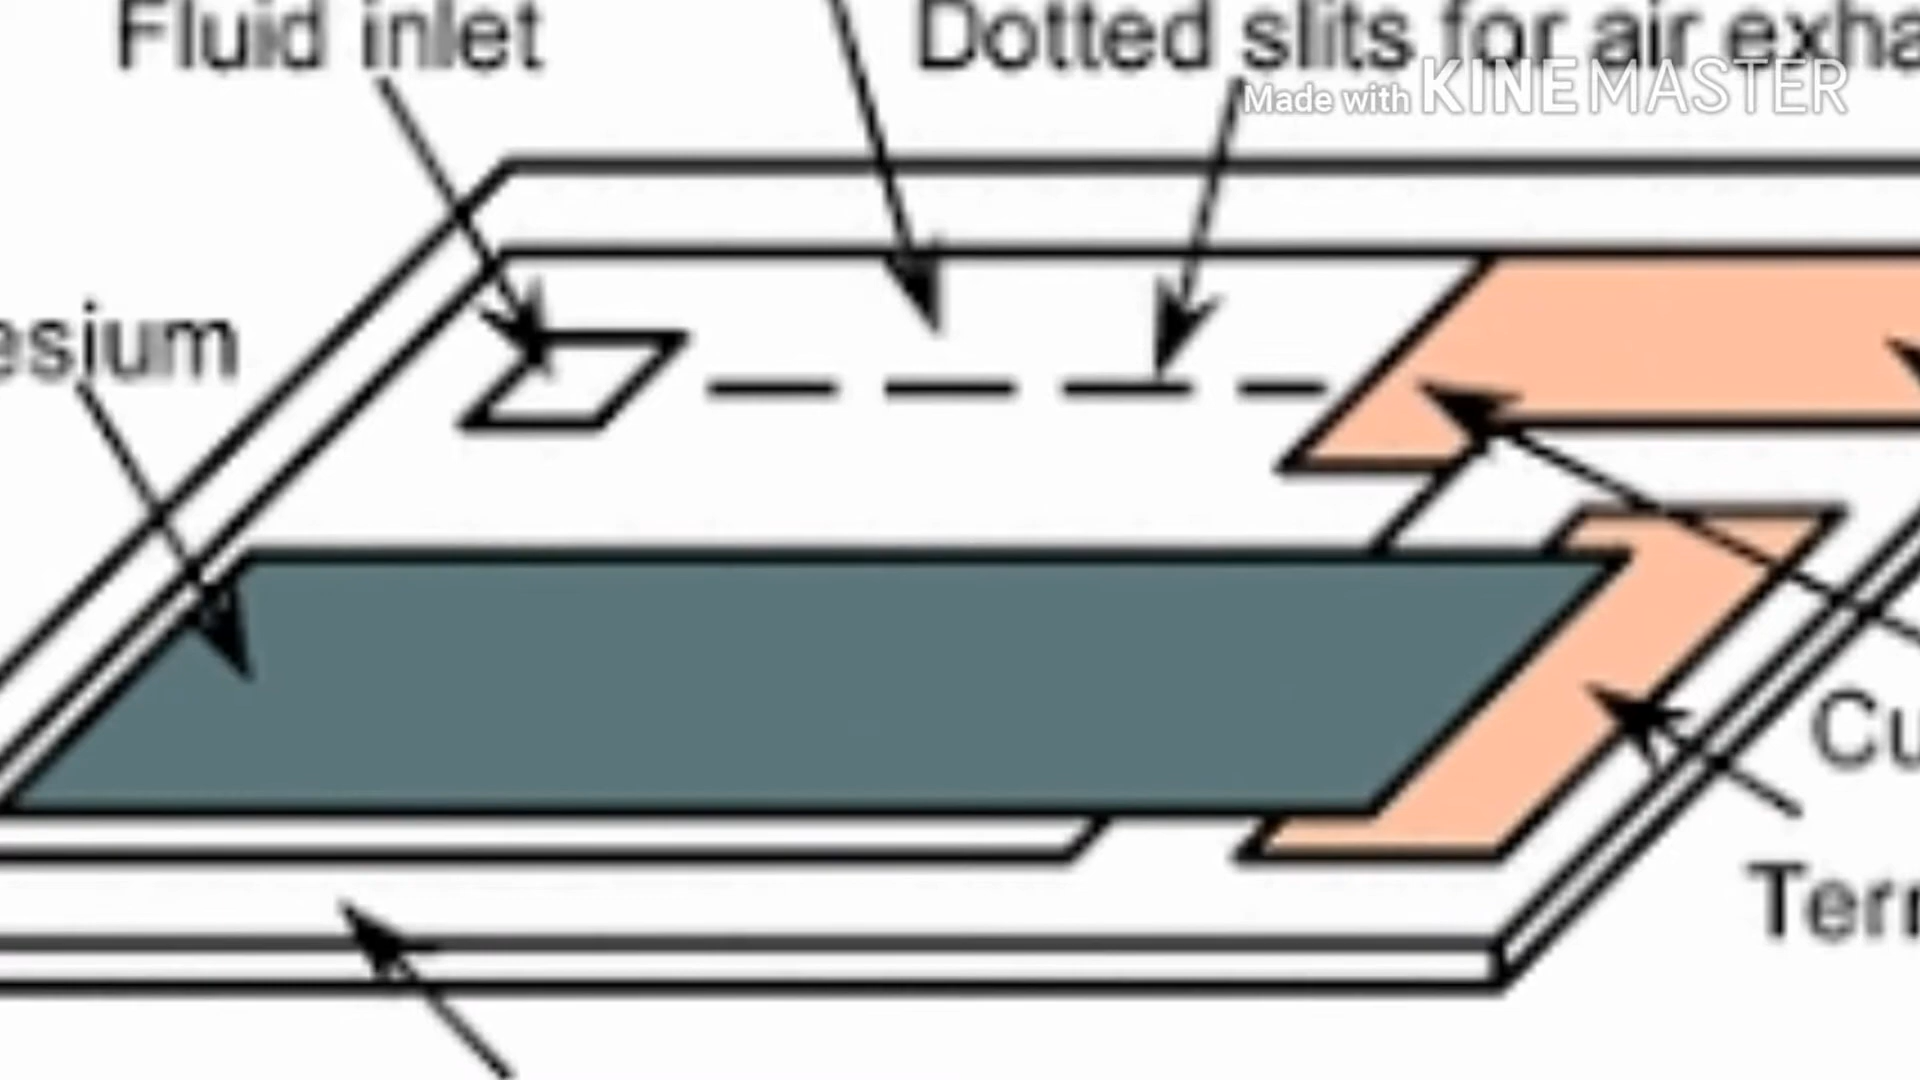 Fluid inlet
Dotted slits for air exha
Made with KINEMASTER
esium
Cu
Terr